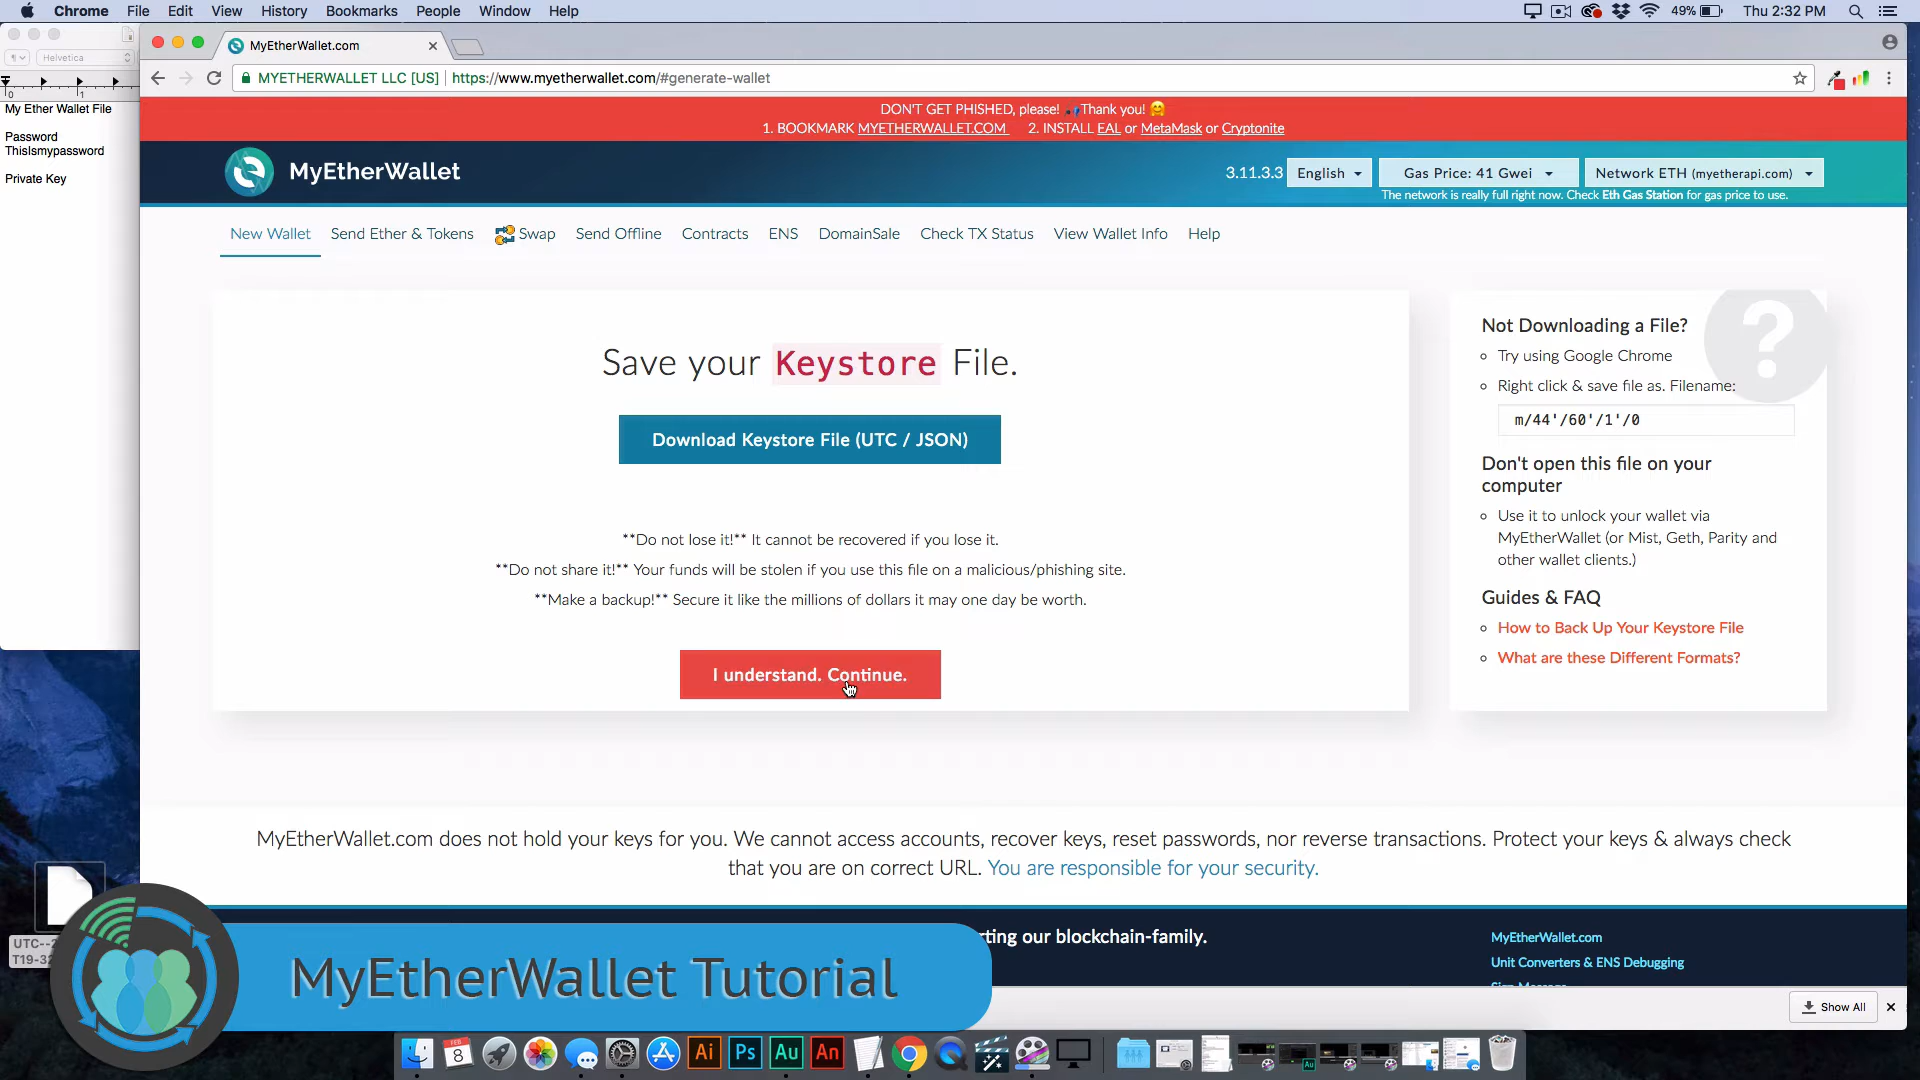 Chrome File Edit View History Bookmarks People Window Help
49% Thu 2:32 PM
Helvetica
0 1
My Ether Wallet File
Password
ThisIsmypassword
Private Key
MyEtherWallet.com
MYETHERWALLET LLC [US] https://www.myetherwallet.com/#generate-wallet
DON'T GET PHISHED, please! Thank you!
1. BOOKMARK MYETHERWALLET.COM 2. INSTALL EAL or MetaMask or Cryptonite
MyEtherWallet
3.11.3.3 English Gas Price: 41 Gwei Network ETH (myetherapi.com)
The network is really full right now. Check Eth Gas Station for gas price to use.
New Wallet Send Ether & Tokens Swap Send Offline Contracts ENS DomainSale Check TX Status View Wallet Info Help
Save your Keystore File.
Download Keystore File (UTC / JSON)
**Do not lose it!** It cannot be recovered if you lose it.
**Do not share it!** Your funds will be stolen if you use this file on a malicious/phishing site.
**Make a backup!** Secure it like the millions of dollars it may one day be worth.
I understand. Continue.
Not Downloading a File?
Try using Google Chrome
Right click & save file as. Filename:
m/44'/60'/1'/0
Don't open this file on your
computer
Use it to unlock your wallet via
MyEtherWallet (or Mist, Geth, Parity and
other wallet clients.)
Guides & FAQ
How to Back Up Your Keystore File
What are these Different Formats?
MyEtherWallet.com does not hold your keys for you. We cannot access accounts, recover keys, reset passwords, nor reverse transactions. Protect your keys & always check
that you are on correct URL. You are responsible for your security.
our blockchain-family.
MyEtherWallet.com
Unit Converters & ENS Debugging
Show All
MyEtherWallet Tutorial
FEB
8
Ai Ps Au An